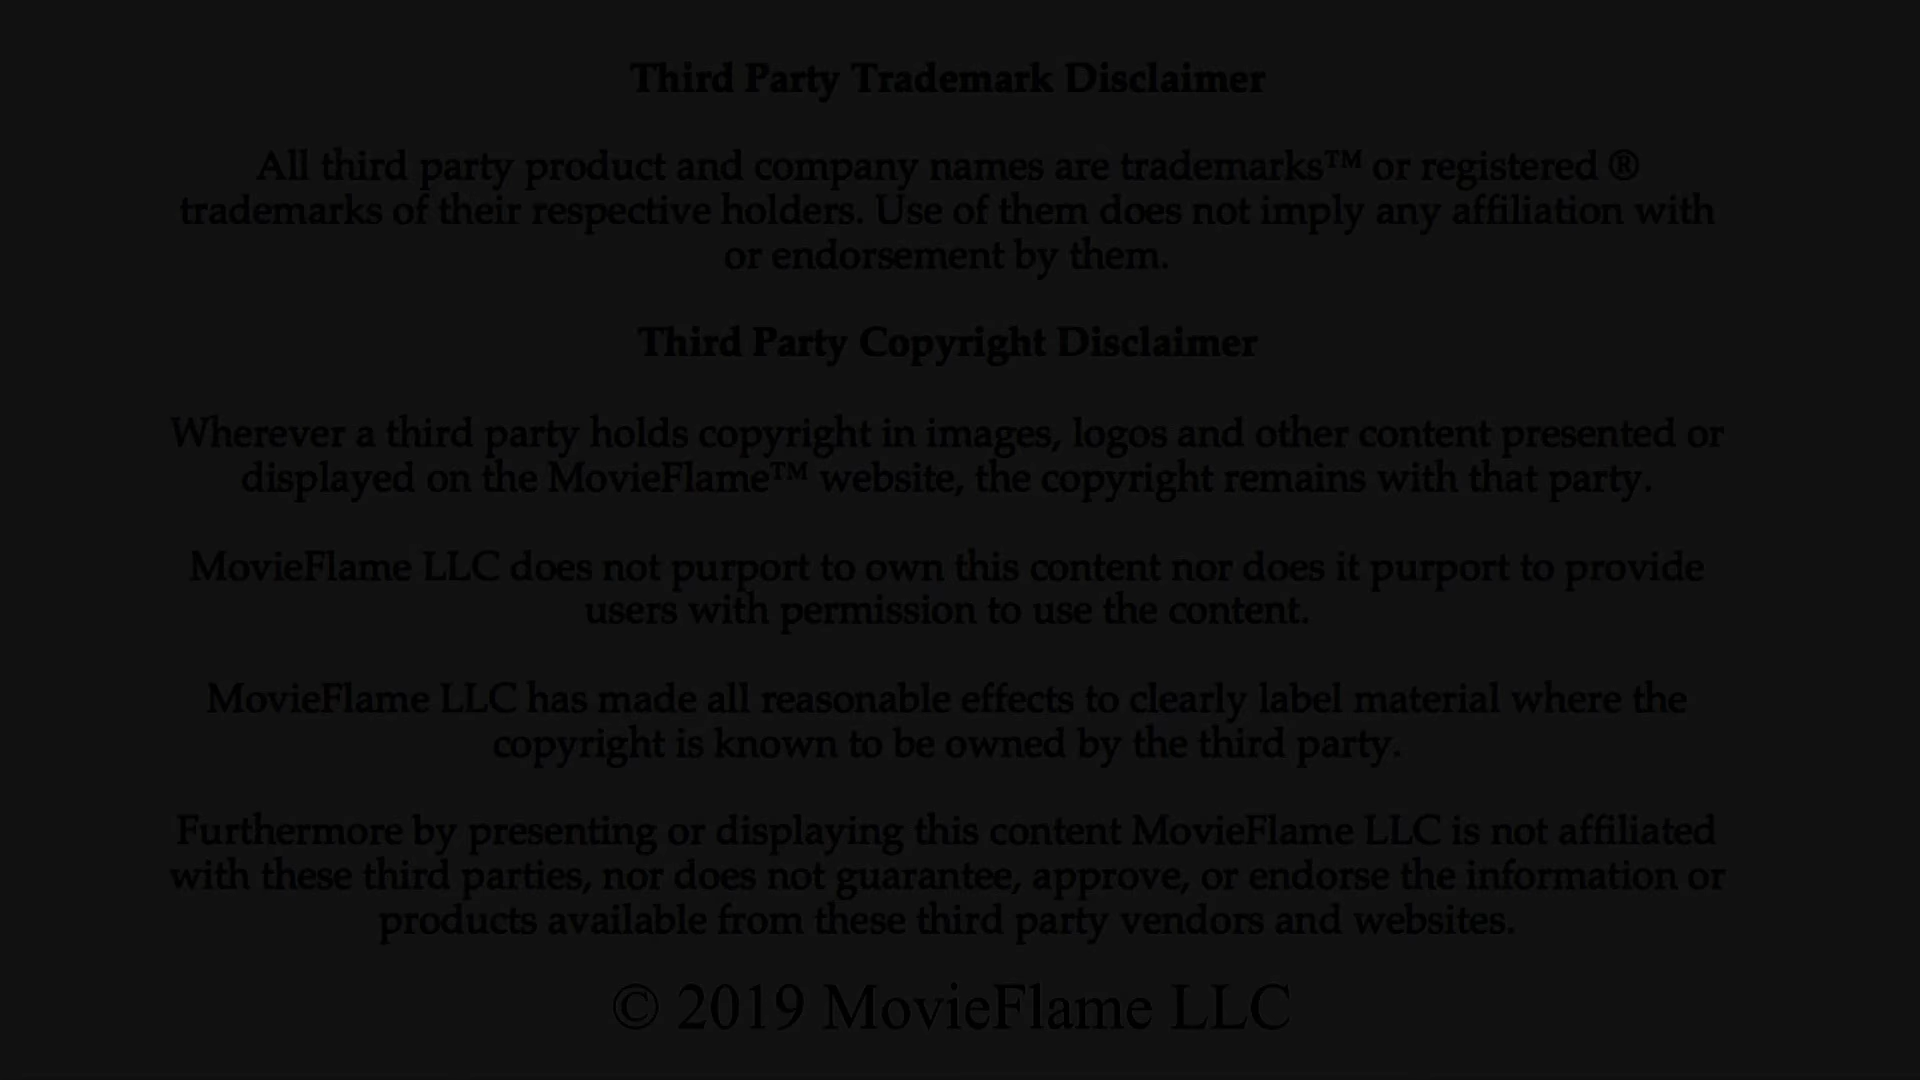 Third Party Trademark Disclaimer
All third party product and company names are trademarks™ or registered ®
trademarks of their respective holders. Use of them does not imply any affiliation with
or endorsement by them.
Third Party Copyright Disclaimer
Wherever a third party holds copyright in images, logos and other content presented or
displayed on the MovieFlame™ website, the copyright remains with that party.
MovieFlame LLC does not purport to own this content nor does it purport to provide
users with permission to use the content.
MovieFlame LLC has made all reasonable effects to clearly label material where the
copyright is known to be owned by the third party.
Furthermore by presenting or displaying this content MovieFlame LLC is not affiliated
with these third parties, nor does not guarantee, approve, or endorse the information or
products available from these third party vendors and websites.
© 2019 MovieFlame LLC